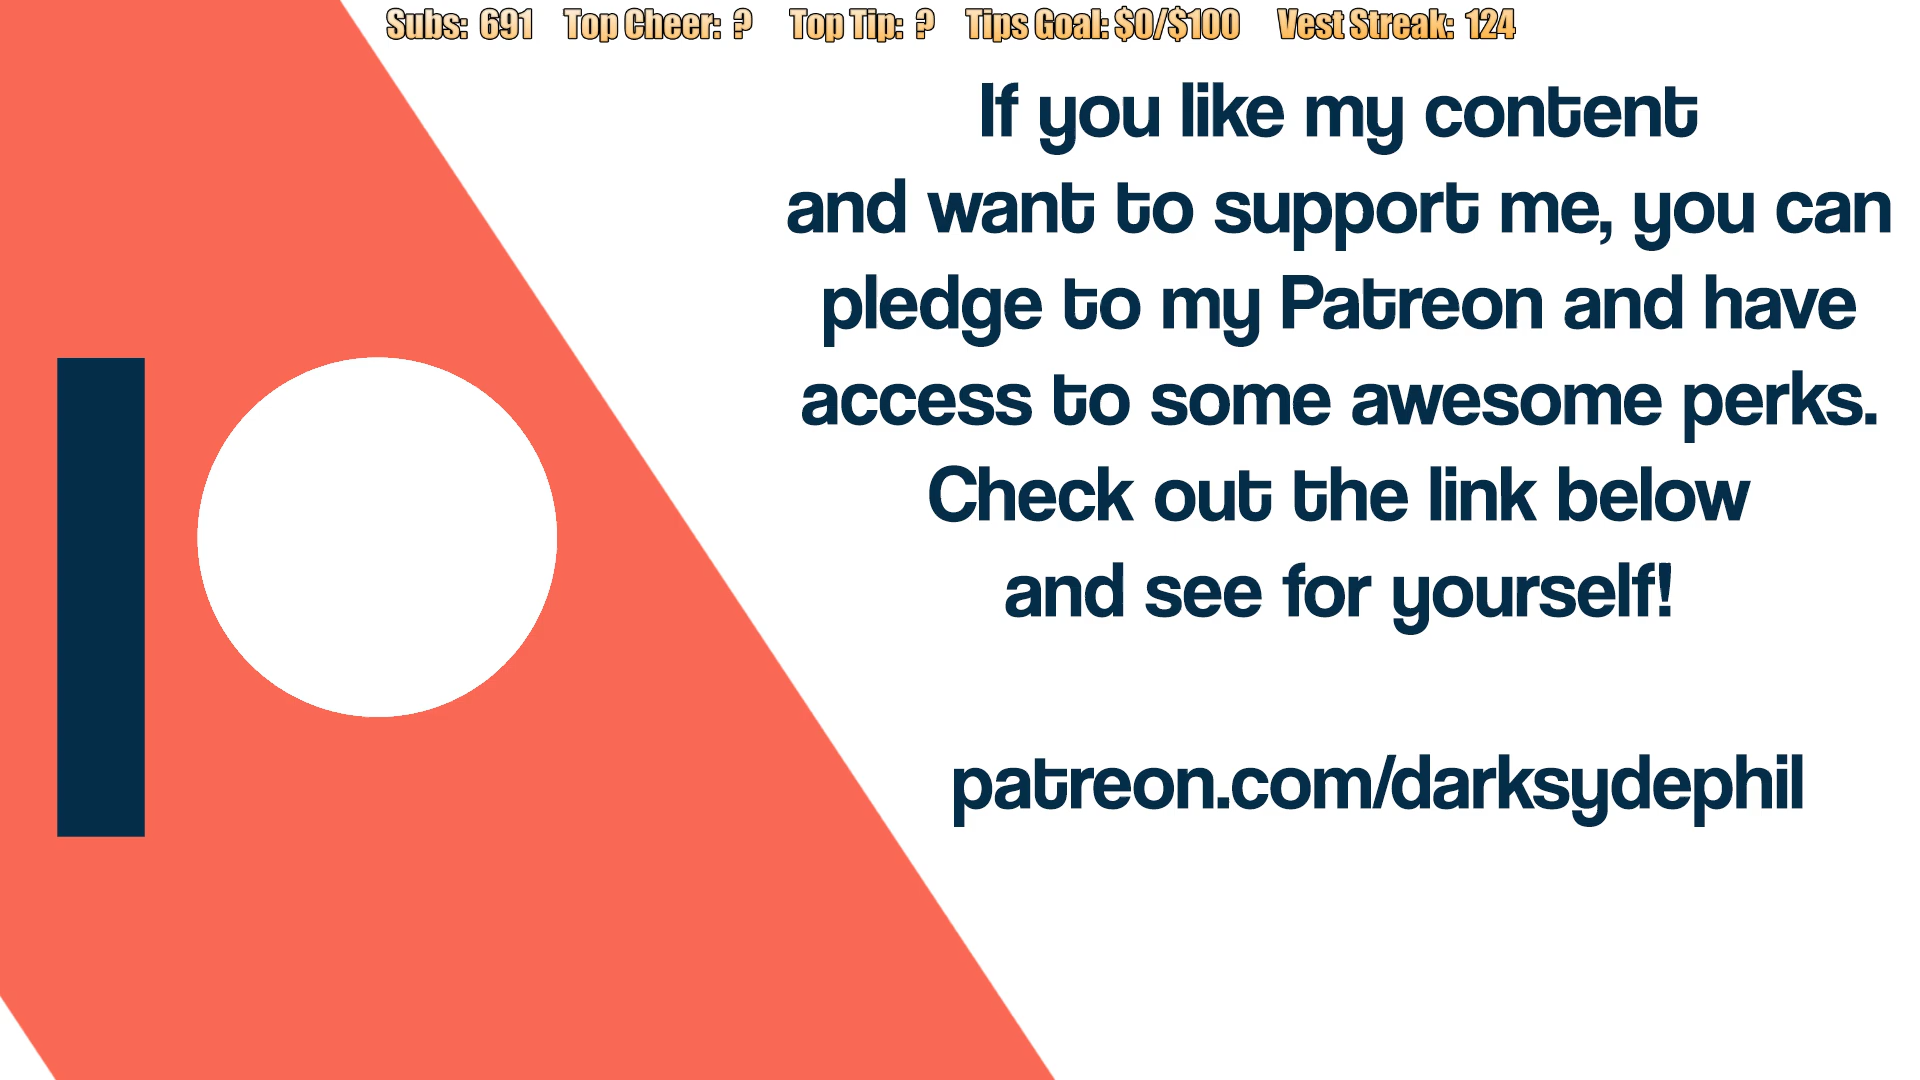 Subs: 691 Top Cheer: ? Top Tip: ? Tips Goal: $0/$100 Vest Streak: 124
If you like my content
and want to support me, you can
pledge to my Patreon and have
access to some awesome perks.
Check out the link below
and see for yourself!
patreon.com/darksydephil